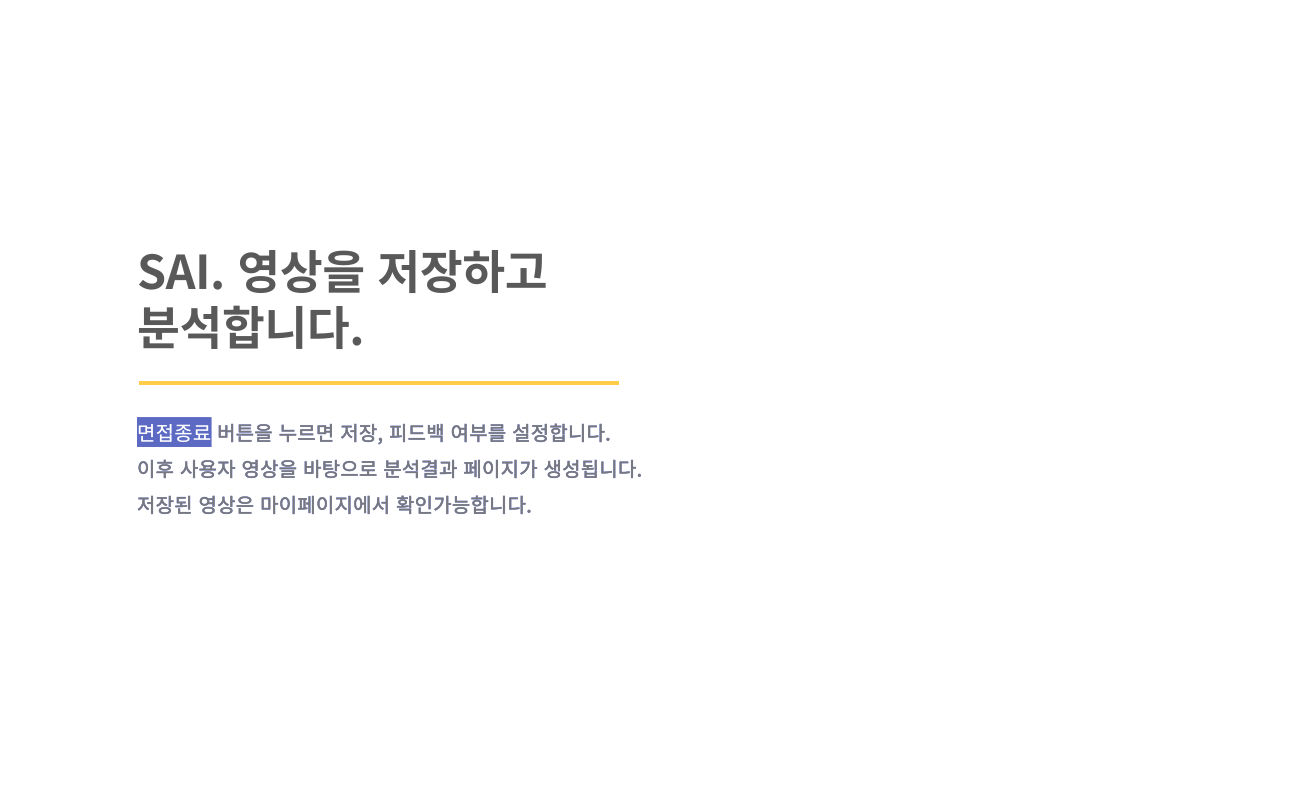 SAI. 영상을 저장하고
분석합니다.
면접종료 버튼을 누르면 저장, 피드백 여부를 설정합니다.
이후 사용자 영상을 바탕으로 분석결과 페이지가 생성됩니다.
저장된 영상은 마이페이지에서 확인가능합니다.